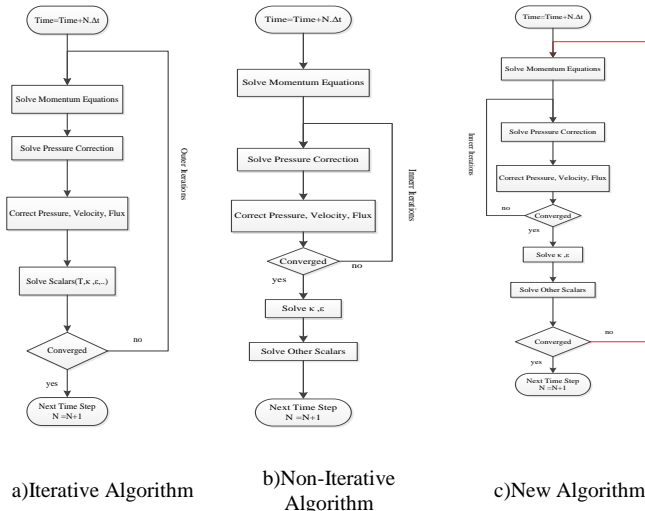 Time=Time+N.Δt
Solve Momentum Equations
Solve Pressure Correction
Correct Pressure, Velocity, Flux
Solve Scalars(T,κ,ε,..)
Converged
no
yes
Next Time Step
N =N+1
Outer Iterations
a)Iterative Algorithm
Time=Time+N.Δt
Solve Momentum Equations
Solve Pressure Correction
Correct Pressure, Velocity, Flux
Converged
no
yes
Solve κ ,ε
Solve Other Scalars
Next Time Step
N =N+1
Innerr Iterations
b)Non-Iterative
Algorithm
Time=Time+N.Δt
Solve Momentum Equations
Solve Pressure Correction
Correct Pressure, Velocity, Flux
no
Converged
yes
Solve κ ,ε
Solve Other Scalars
Converged
no
yes
Next Time Step
N =N+1
Inner Iterations
c)New Algorithm